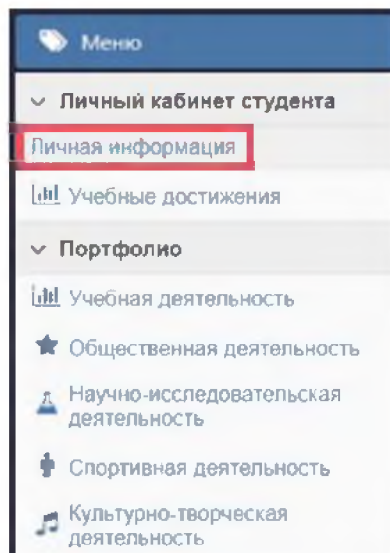 Меню
Личный кабинет студента
Личная информация
Учебные достижения
Портфолио
Учебная деятельность
Общественная деятельность
Научно-исследовательская
деятельность
Спортивная деятельность
Культурно-творческая
деятельность